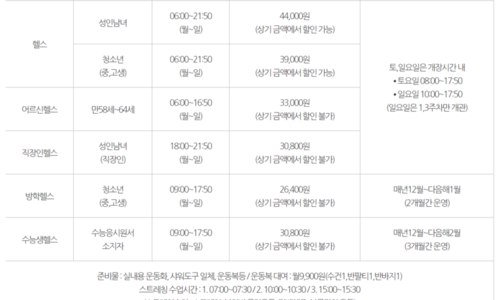 헬스
성인남녀
06:00~21:50
(월~일)
44,000원
(상기 금액에서 할인 가능)
청소년
(중,고생)
06:00~21:50
(월~일)
39,000원
(상기 금액에서 할인 가능)
토,일요일은 개장시간 내
• 토요일 08:00~17:50
• 일요일 10:00~17:50
(일요일은 1,3주차만 개관)
어르신헬스
만58세~64세
06:00~16:50
(월~일)
33,000원
(상기 금액에서 할인 불가)
직장인헬스
성인남녀
(직장인)
18:00~21:50
(월~일)
30,800원
(상기 금액에서 할인 불가)
방학헬스
청소년
(중,고생)
09:00~17:50
(월~일)
26,400원
(상기 금액에서 할인 불가)
매년12월~다음해1월
(2개월간 운영)
수능생헬스
수능응시원서
소지자
09:00~17:50
(월~일)
30,800원
(상기 금액에서 할인 불가)
매년12월~다음해2월
(3개월간 운영)
준비물 : 실내용 운동화, 샤워도구 일체, 운동복등 / 운동복 대여 : 월9,900원(수건1,반팔티1,반바지1)
스트레칭 수업시간 : 1. 07:00~07:30 / 2. 10:00~10:30 / 3. 15:00~15:30